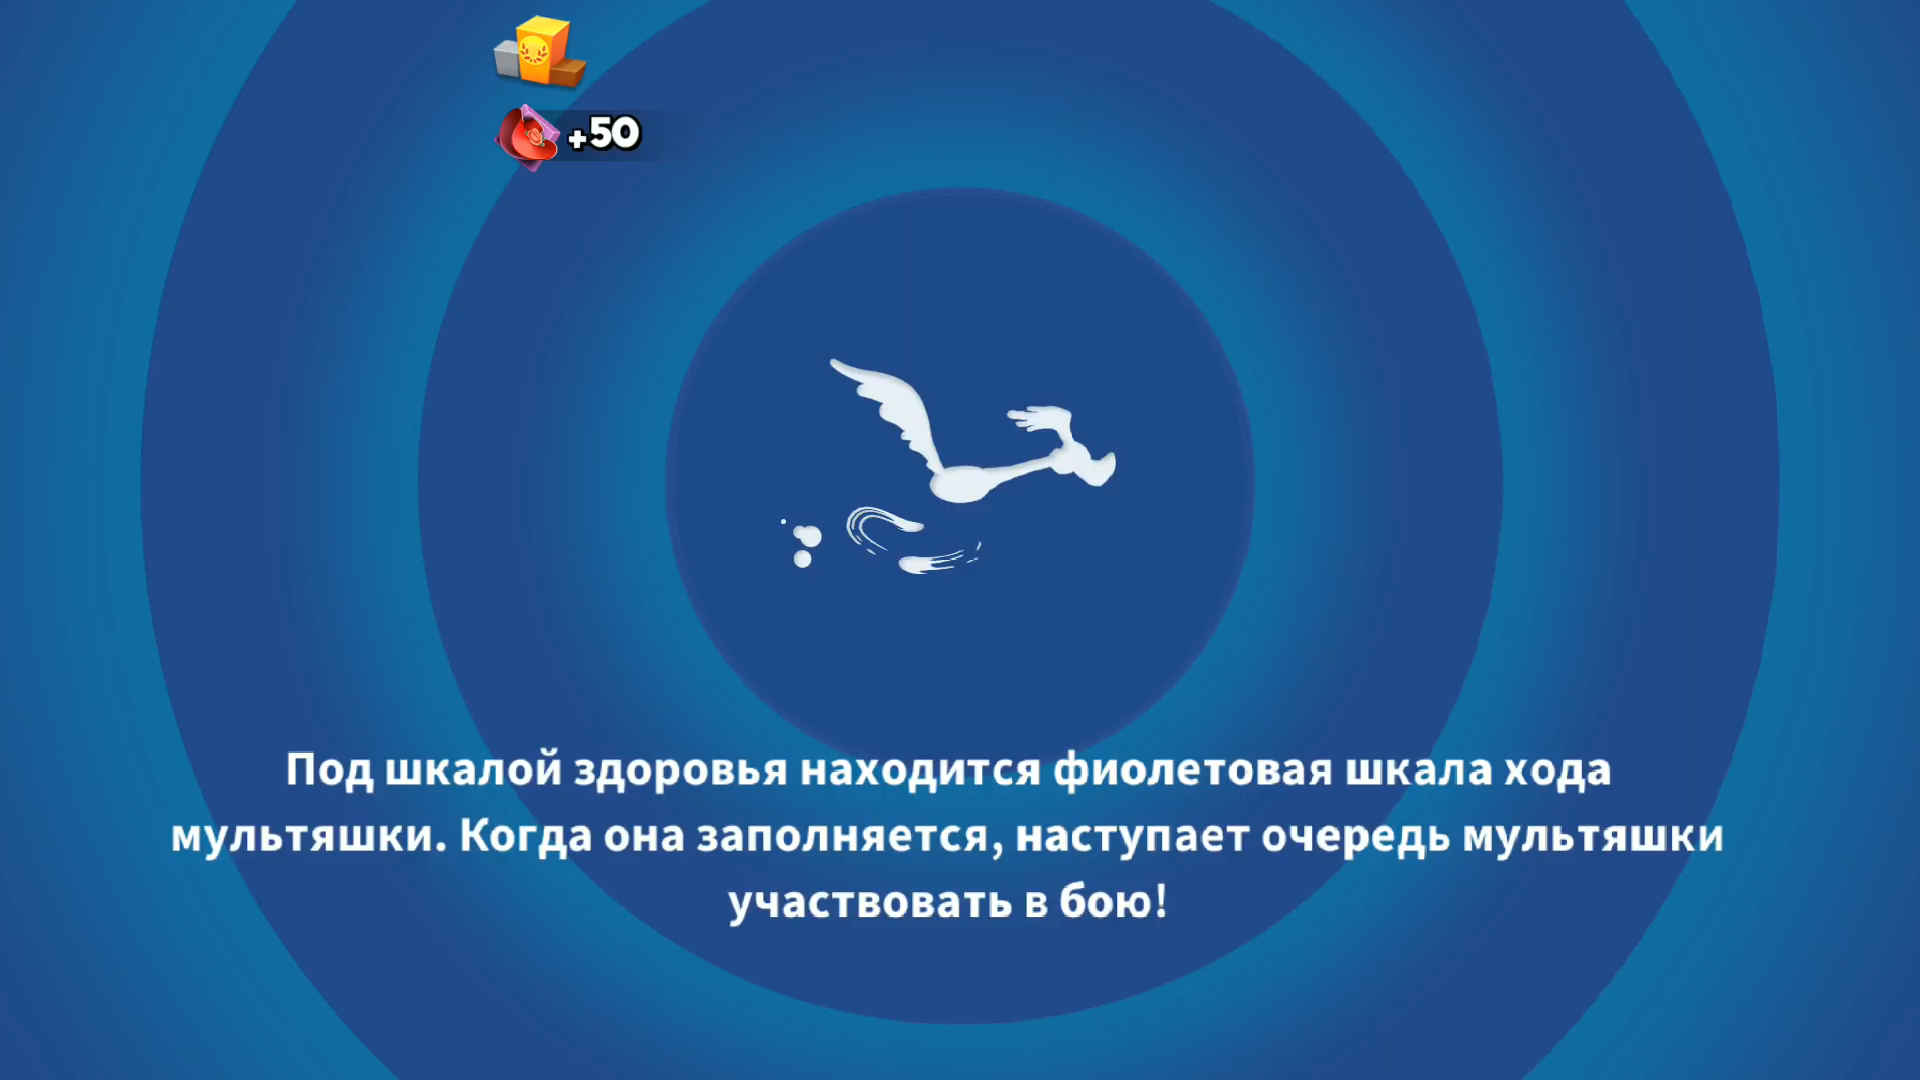 +50
Под шкалой здоровья находится фиолетовая шкала хода
мультяшки. Когда она заполняется, наступает очередь мультяшки
участвовать в бою!